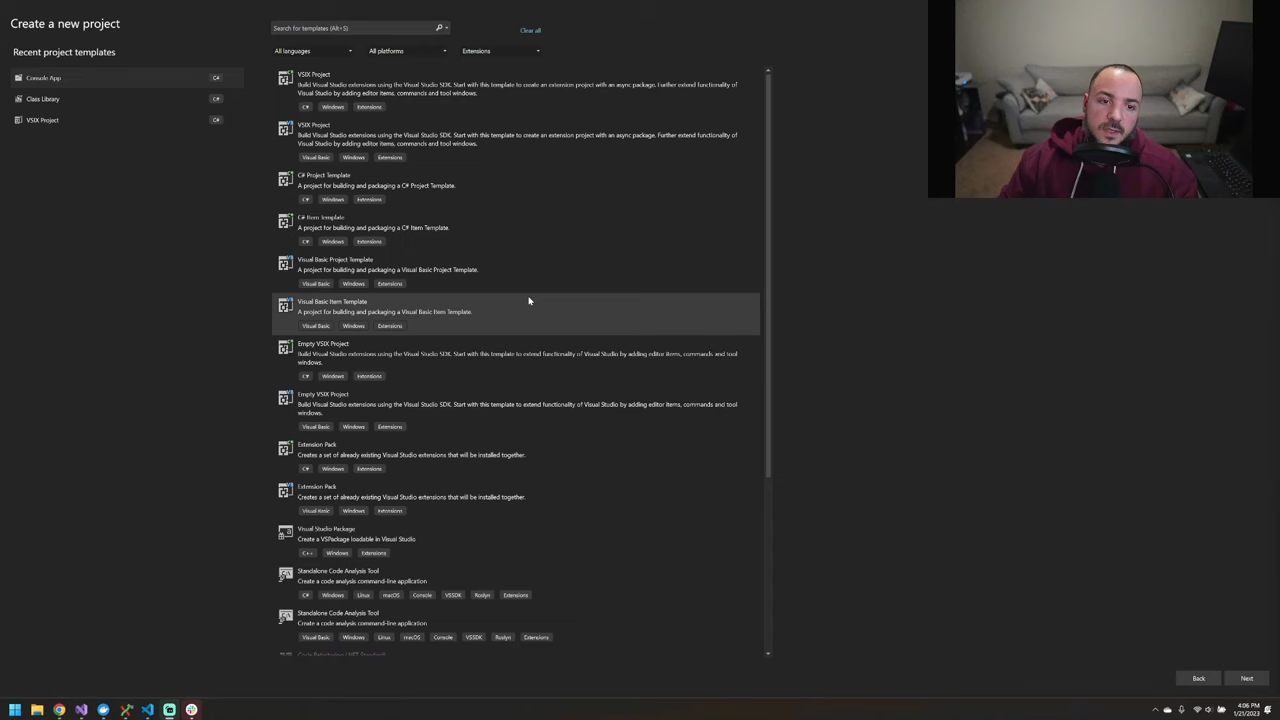 Create a new project
Recent project templates
Console App
C#
Class Library
C#
VSIX Project
C#
Search for templates (Alt+S)
Clear all
All languages
All platforms
Extensions
VSIX Project
Build Visual Studio extensions using the Visual Studio SDK. Start with this template to create an extension project with an async package. Further extend functionality of
Visual Studio by adding editor items, commands and tool windows.
C# Windows Extensions
VSIX Project
Build Visual Studio extensions using the Visual Studio SDK. Start with this template to create an extension project with an async package. Further extend functionality of
Visual Studio by adding editor items, commands and tool windows.
Visual Basic Windows Extensions
C# Project Template
A project for building and packaging a C# Project Template.
C# Windows Extensions
C# Item Template
A project for building and packaging a C# Item Template.
C# Windows Extensions
Visual Basic Project Template
A project for building and packaging a Visual Basic Project Template.
Visual Basic Windows Extensions
Visual Basic Item Template
A project for building and packaging a Visual Basic Item Template.
Visual Basic Windows Extensions
Empty VSIX Project
Build Visual Studio extensions using the Visual Studio SDK. Start with this template to extend functionality of Visual Studio by adding editor items, commands and tool
windows.
C# Windows Extensions
Empty VSIX Project
Build Visual Studio extensions using the Visual Studio SDK. Start with this template to extend functionality of Visual Studio by adding editor items, commands and tool
windows.
Visual Basic Windows Extensions
Extension Pack
Creates a set of already existing Visual Studio extensions that will be installed together.
C# Windows Extensions
Extension Pack
Creates a set of already existing Visual Studio extensions that will be installed together.
Visual Basic Windows Extensions
Visual Studio Package
Create a VSPackage loadable in Visual Studio
C++ Windows Extensions
Standalone Code Analysis Tool
Create a code analysis command-line application
C# Windows Linux macOS Console VSSDK Roslyn Extensions
Standalone Code Analysis Tool
Create a code analysis command-line application
Visual Basic Windows Linux macOS Console VSSDK Roslyn Extensions
Back
Next
4:06 PM
1/21/2023